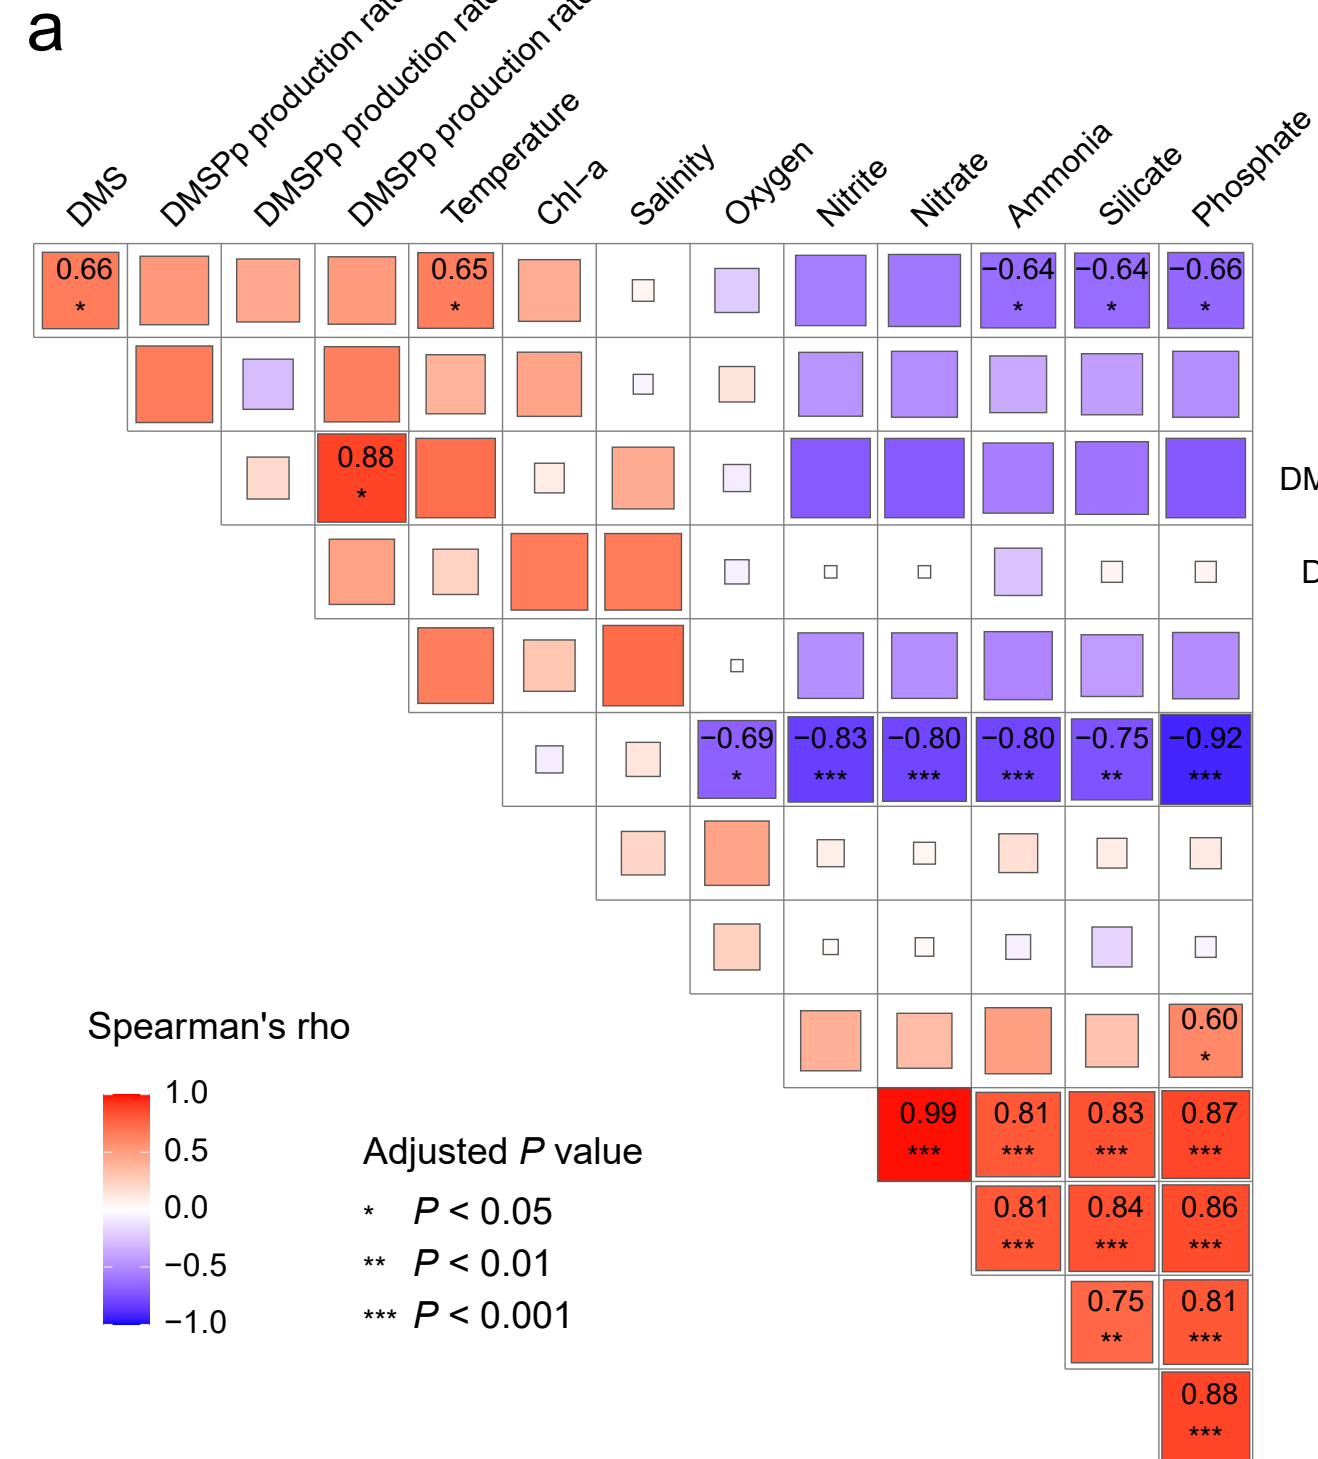 a
DMS
DMSPp production rate
DMSPp production rate
DMSPp production rate
Temperature
Chl−a
Salinity
Oxygen
Nitrite
Nitrate
Ammonia
Silicate
Phosphate
0.66 0.65 −0.64 −0.64 −0.66
* * * * *
0.88
*
−0.69 −0.83 −0.80 −0.80 −0.75 −0.92
* *** *** *** ** ***
0.60
*
0.99 0.81 0.83 0.87
*** *** *** ***
0.81 0.84 0.86
*** *** ***
0.75 0.81
** ***
0.88
***
Spearman's rho
1.0
0.5
0.0
−0.5
−1.0
Adjusted P value
* P < 0.05
** P < 0.01
*** P < 0.001